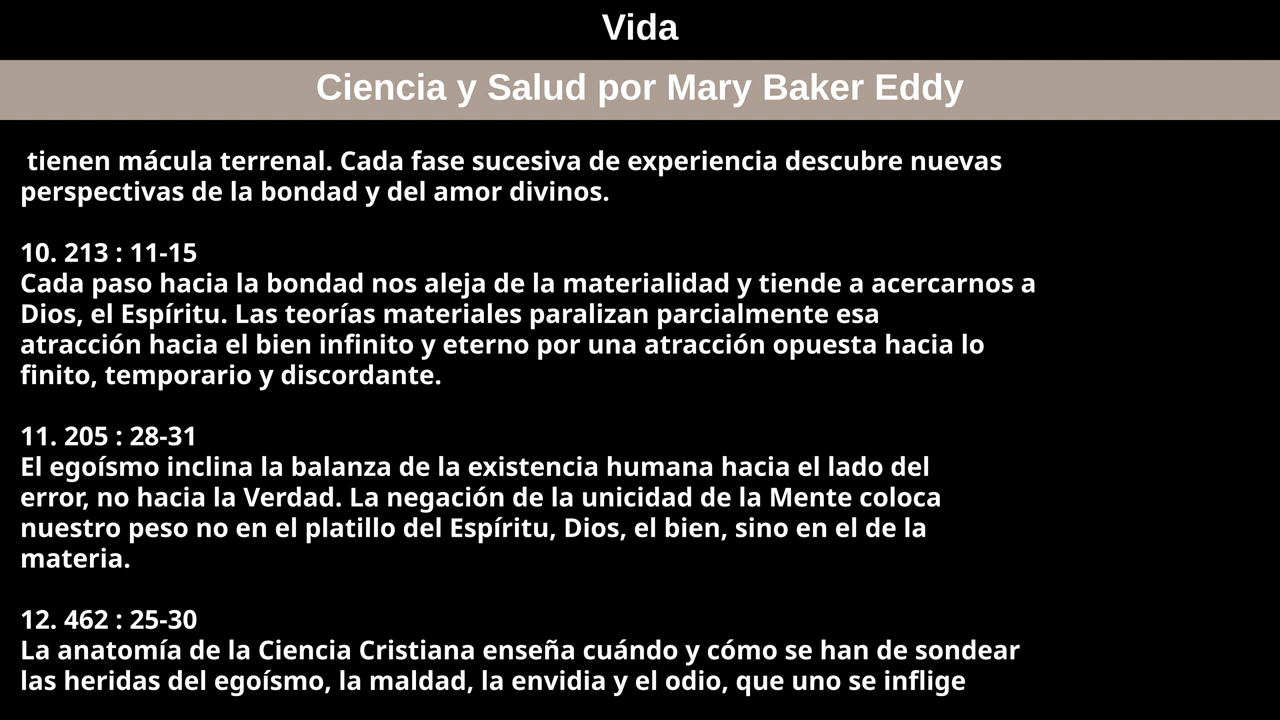 Vida
Ciencia y Salud por Mary Baker Eddy
tienen mácula terrenal. Cada fase sucesiva de experiencia descubre nuevas
perspectivas de la bondad y del amor divinos.
10. 213 : 11-15
Cada paso hacia la bondad nos aleja de la materialidad y tiende a acercarnos a
Dios, el Espíritu. Las teorías materiales paralizan parcialmente esa
atracción hacia el bien infinito y eterno por una atracción opuesta hacia lo
finito, temporario y discordante.
11. 205 : 28-31
El egoísmo inclina la balanza de la existencia humana hacia el lado del
error, no hacia la Verdad. La negación de la unicidad de la Mente coloca
nuestro peso no en el platillo del Espíritu, Dios, el bien, sino en el de la
materia.
12. 462 : 25-30
La anatomía de la Ciencia Cristiana enseña cuándo y cómo se han de sondear
las heridas del egoísmo, la maldad, la envidia y el odio, que uno se inflige